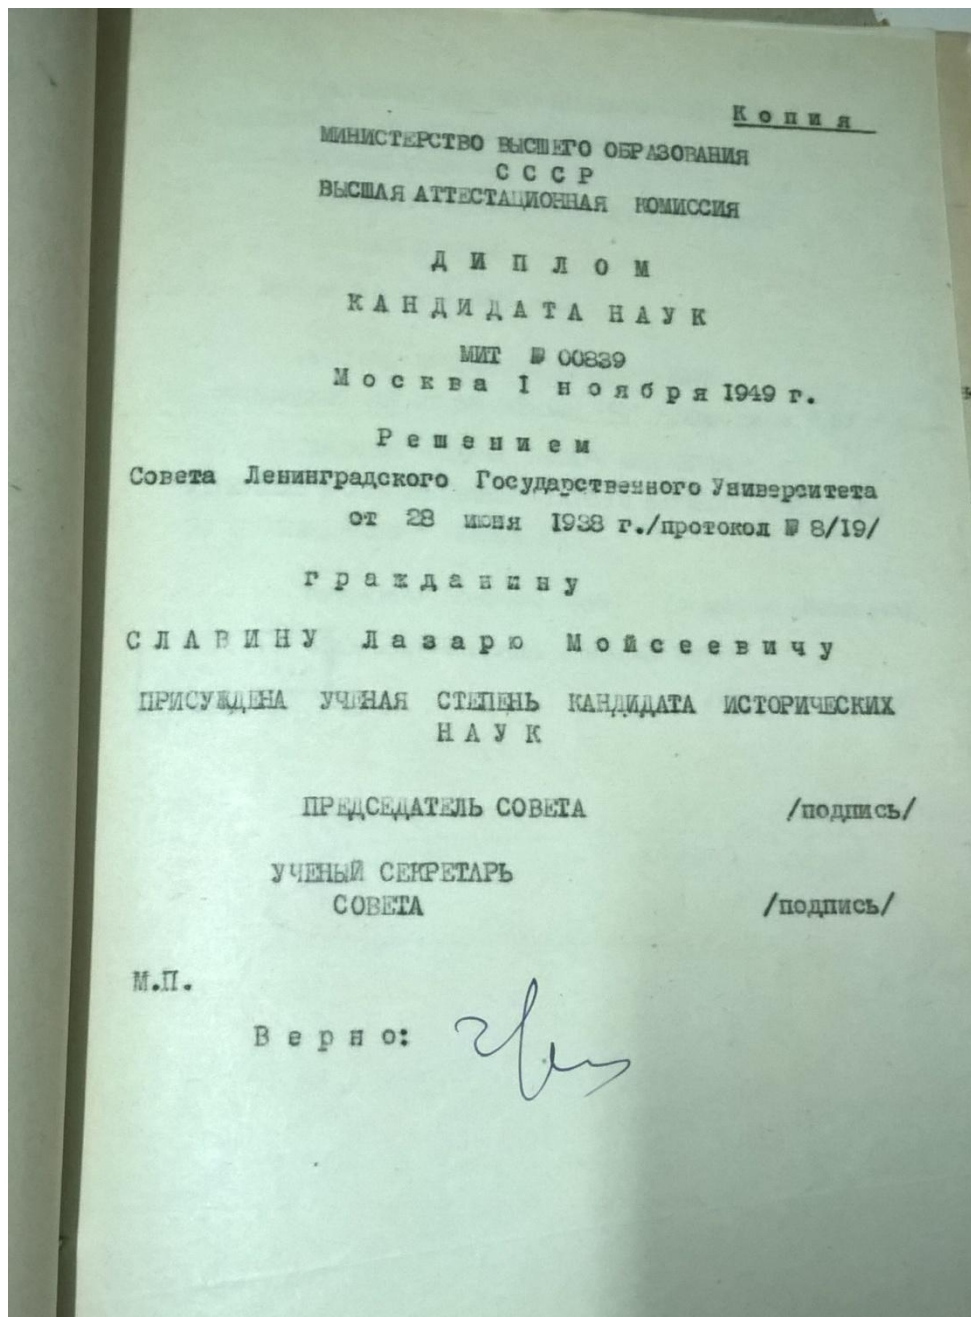 Копия
МИНИСТЕРСТВО ВЫСШЕГО ОБРАЗОВАНИЯ
СССР
ВЫСШАЯ АТТЕСТАЦИОННАЯ КОМИССИЯ
ДИПЛОМ
КАНДИДАТА НАУК
МИТ № 00839
Москва 1 ноября 1949 г.
Решением
Совета Ленинградского Государственного Университета
от 28 июня 1938 г./протокол № 8/19/
гражданину
СЛАВИНУ Лазарю Мойсеевичу
ПРИСУЖДЕНА УЧЕНАЯ СТЕПЕНЬ КАНДИДАТА ИСТОРИЧЕСКИХ
НАУК
ПРЕДСЕДАТЕЛЬ СОВЕТА /подпись/
УЧЕНЫЙ СЕКРЕТАРЬ
СОВЕТА /подпись/
М.П.
Верно: